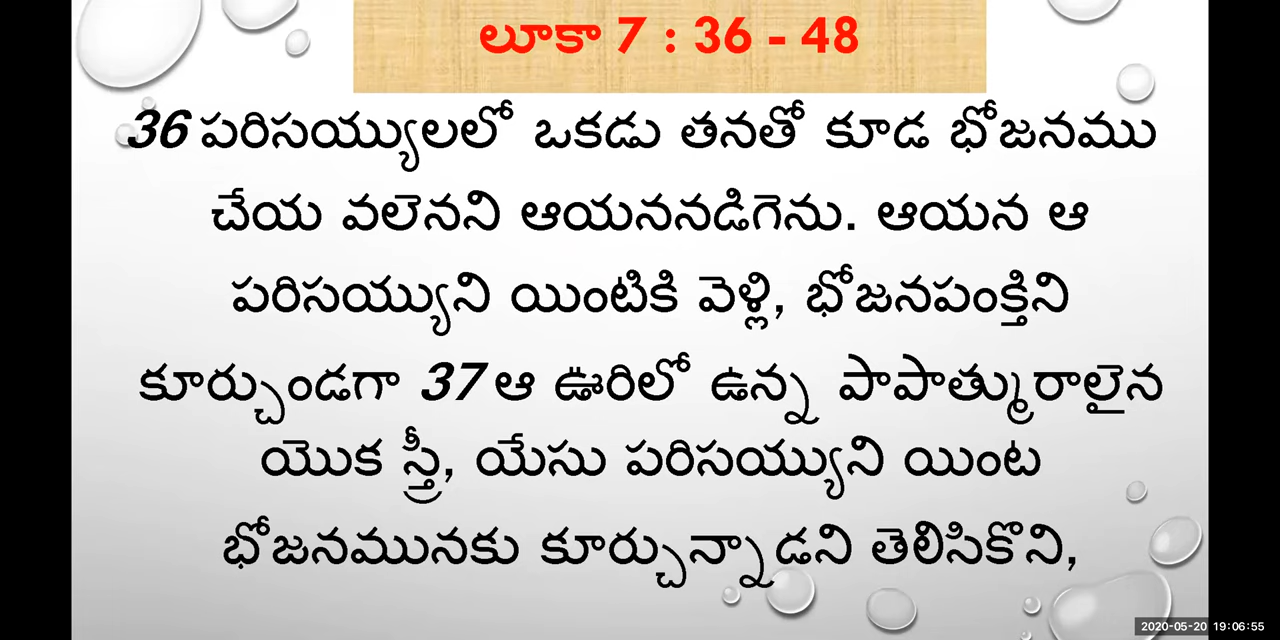 లూకా 7 : 36 - 48
36 పరిసయ్యులలో ఒకడు తనతో కూడ భోజనము
చేయ వలెనని ఆయననడిగెను. ఆయన ఆ
పరిసయ్యుని యింటికి వెళ్లి, భోజనపంక్తిని
కూర్చుండగా 37 ఆ ఊరిలో ఉన్న పాపాత్మురాలైన
యొక స్త్రీ, యేసు పరిసయ్యుని యింట
భోజనమునకు కూర్చున్నాడని తెలిసికొని,
2020-05-20 19:06:55